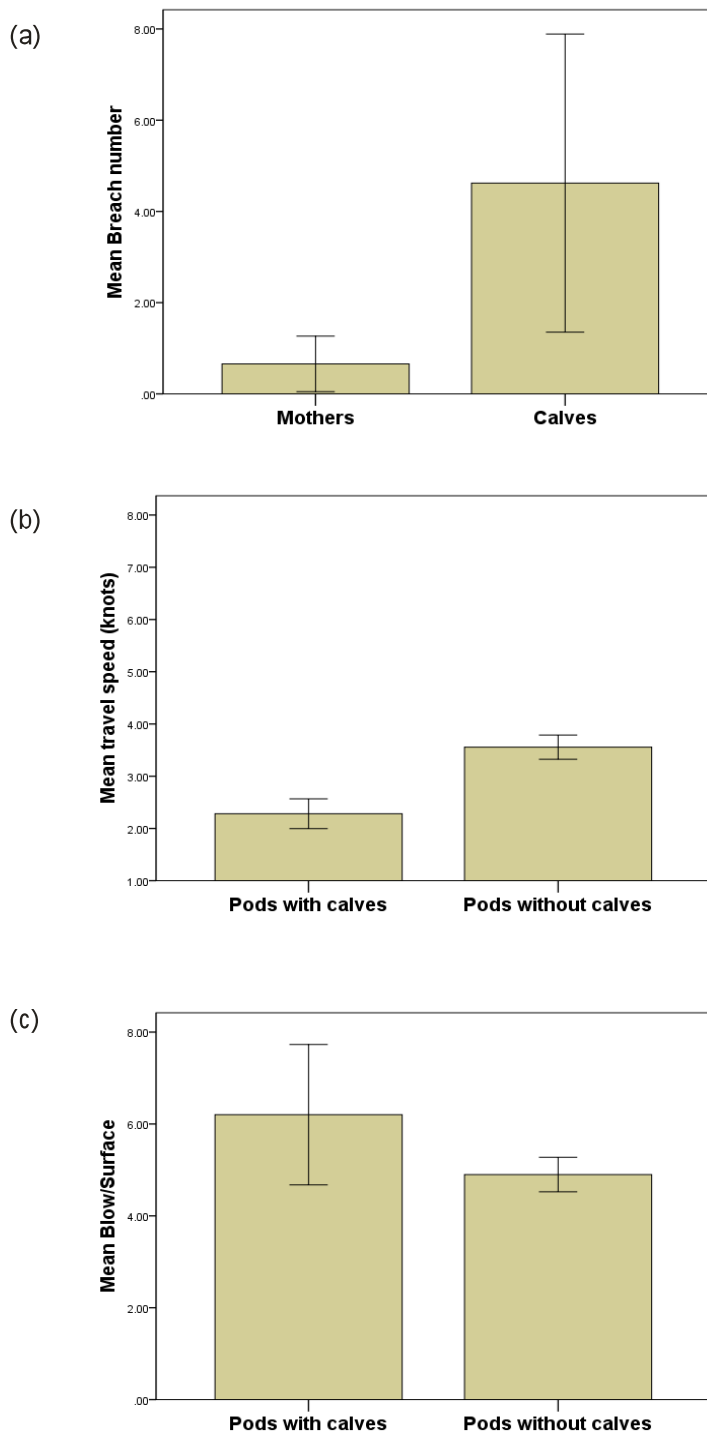 (a)
Mean Breach number
8.00
6.00
4.00
2.00
.00
Mothers Calves
(b)
Mean travel speed (knots)
8.00
7.00
6.00
5.00
4.00
3.00
2.00
1.00
Pods with calves Pods without calves
(c)
Mean Blow/Surface
8.00
6.00
4.00
2.00
.00
Pods with calves Pods without calves